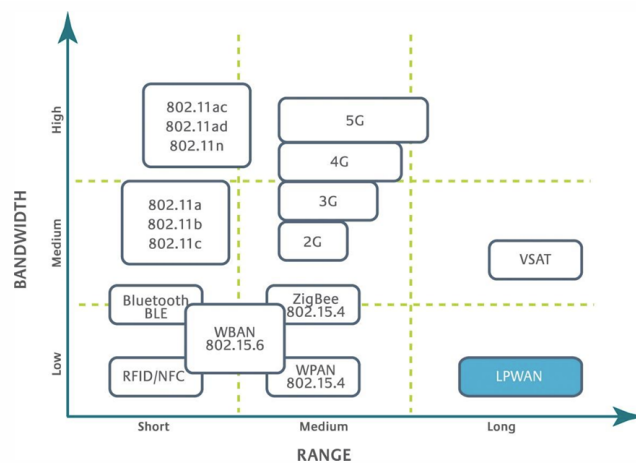 802.11ac
802.11ad
802.11n
5G
4G
3G
2G
802.11a
802.11b
802.11c
VSAT
Bluetooth
BLE
ZigBee
802.15.4
WBAN
802.15.6
RFID/NFC
WPAN
802.15.4
LPWAN
High
Medium
Low
BANDWIDTH
Short
Medium
Long
RANGE